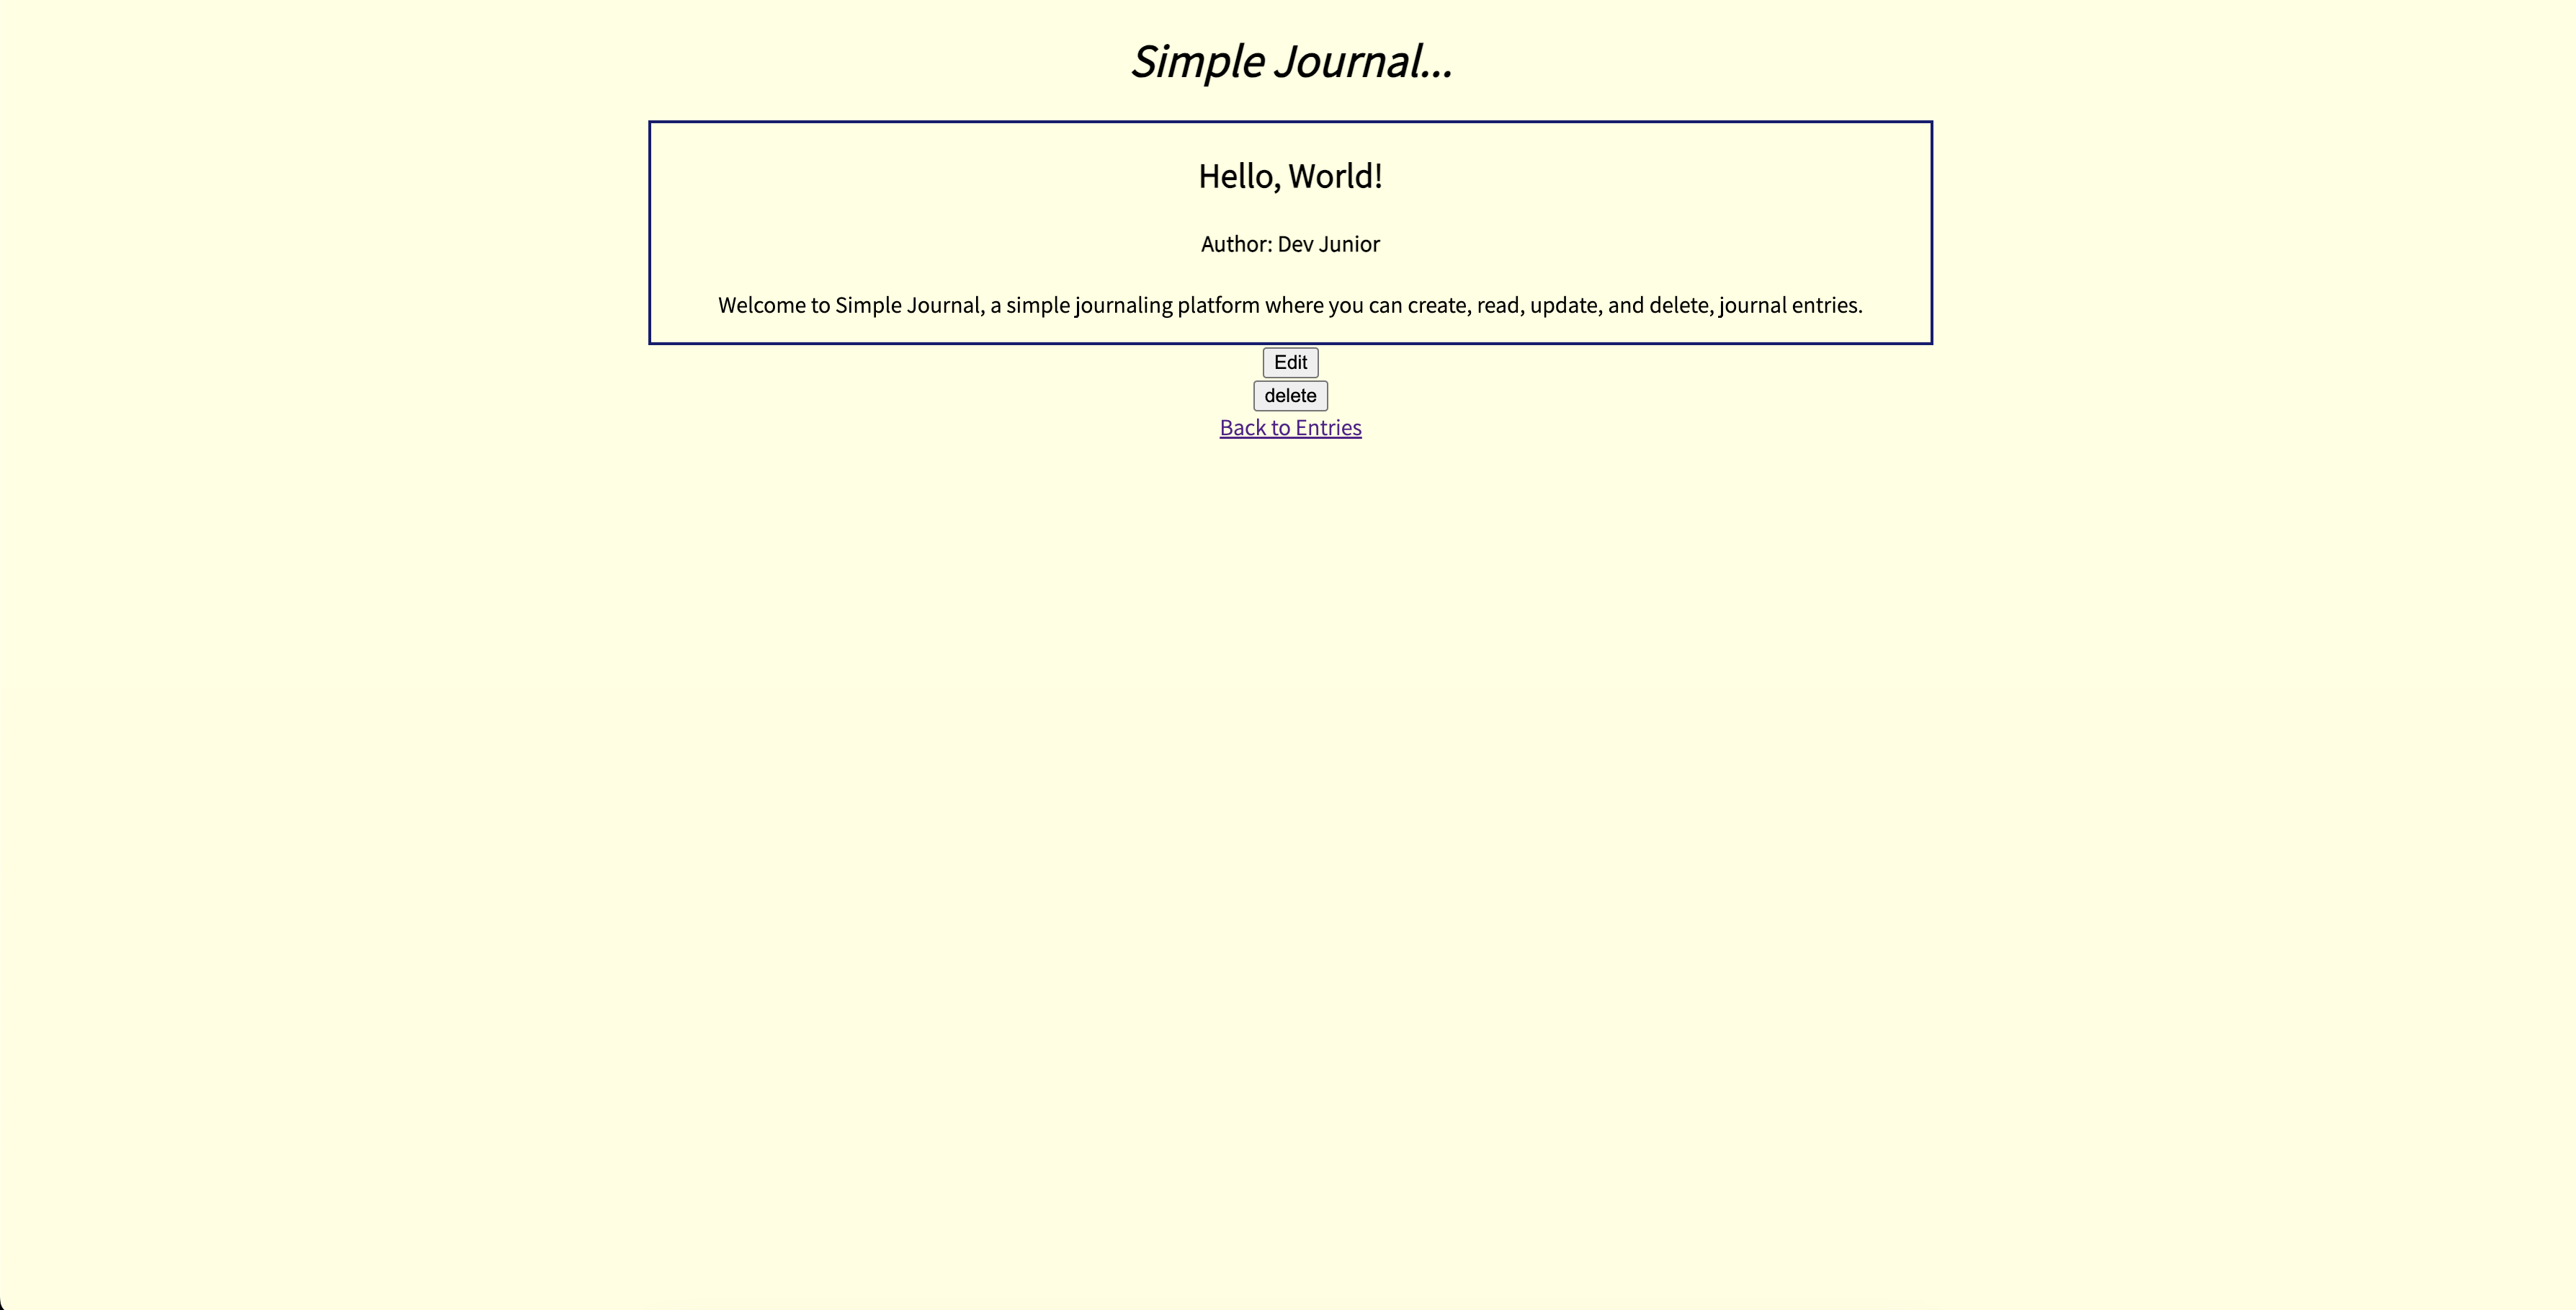 Simple Journal...
Hello, World!
Author: Dev Junior
Welcome to Simple Journal, a simple journaling platform where you can create, read, update, and delete, journal entries.
Edit
delete
Back to Entries